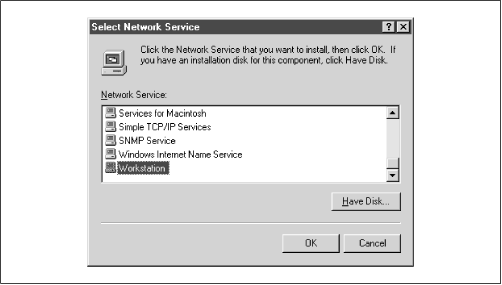 Select Network Service
Click the Network Service that you want to install, then click OK. If
you have an installation disk for this component, click Have Disk.
Network Service:
Services for Macintosh
Simple TCP/IP Services
SNMP Service
Windows Internet Name Service
Workstation
Have Disk...
OK Cancel